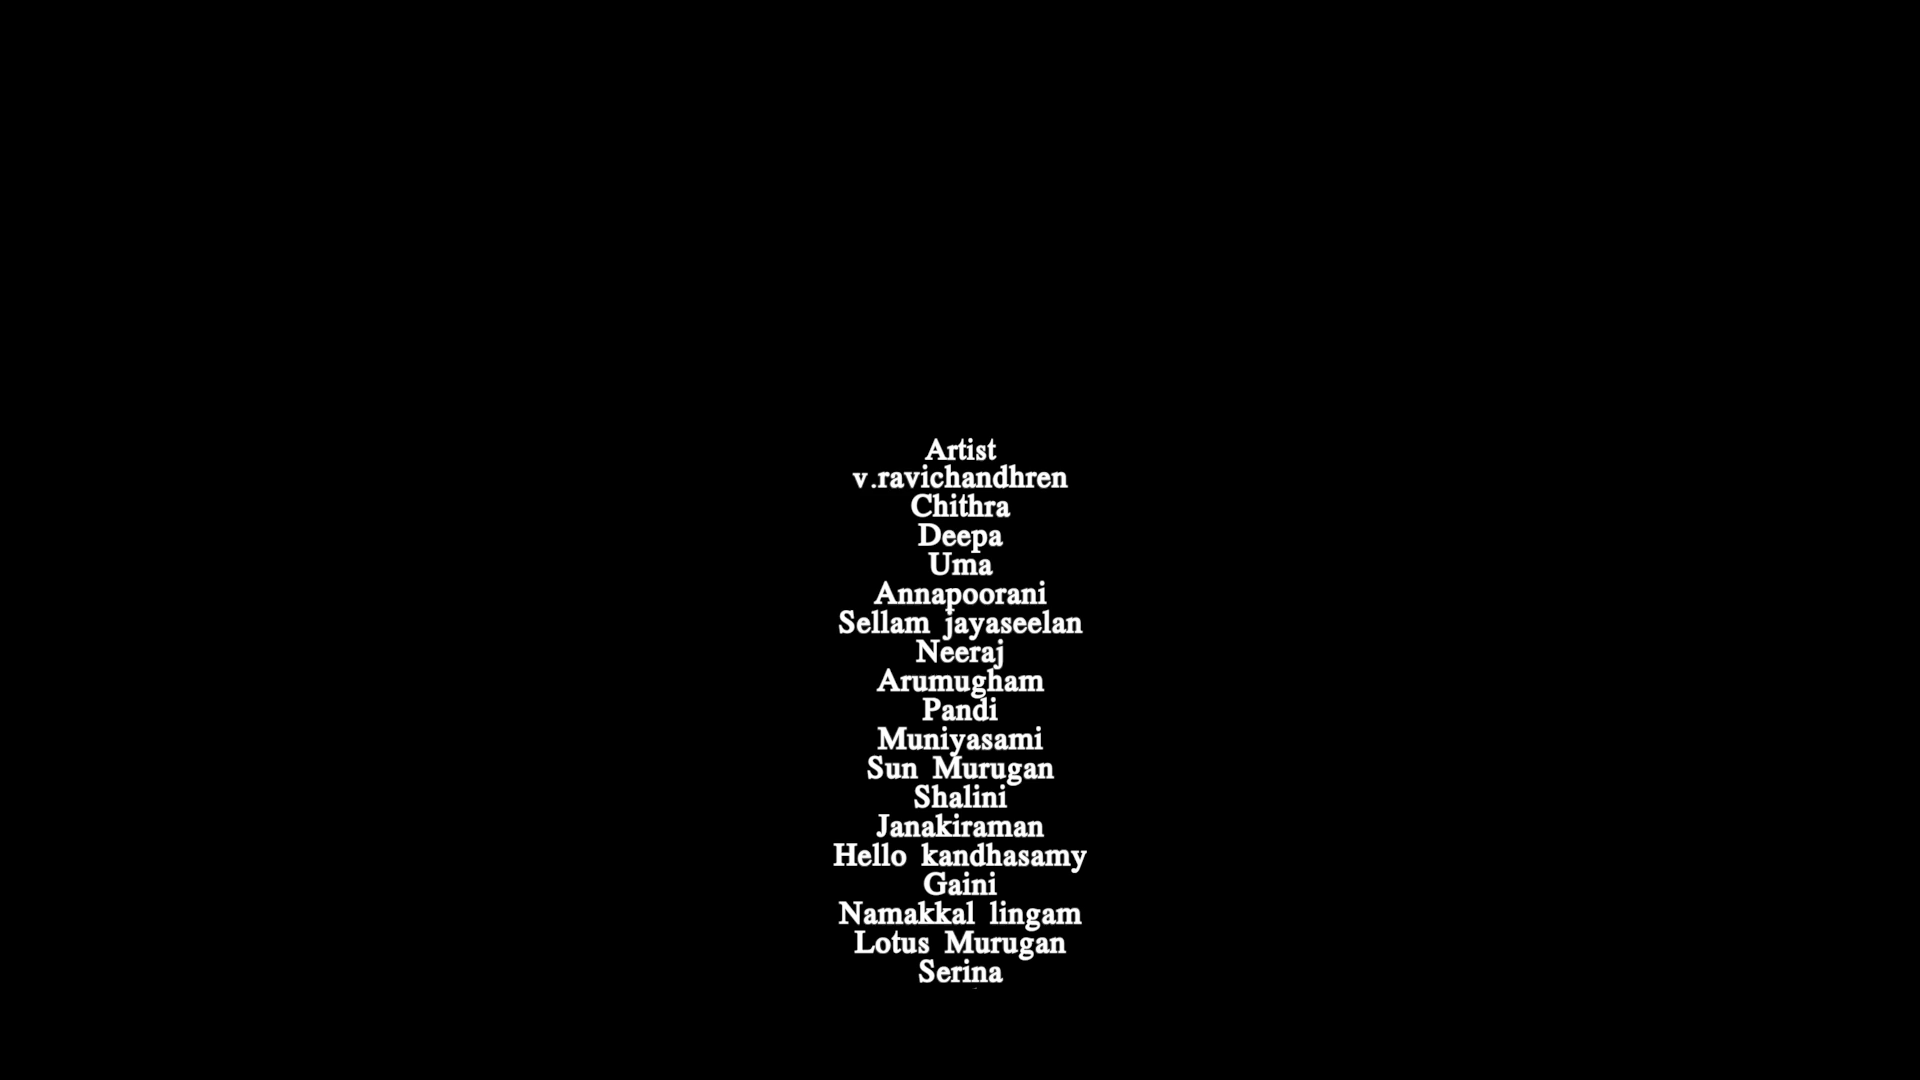 Artist
v.ravichandhren
Chithra
Deepa
Uma
Annapoorani
Sellam jayaseelan
Neeraj
Arumugham
Pandi
Muniyasami
Sun Murugan
Shalini
Janakiraman
Hello kandhasamy
Gaini
Namakkal lingam
Lotus Murugan
Serina